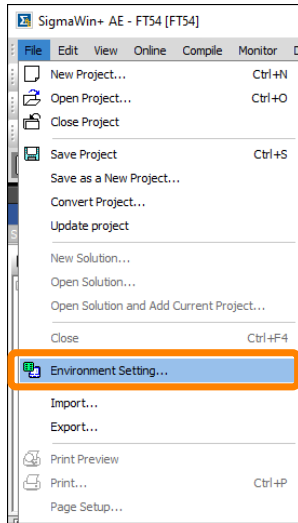 SigmaWin+ AE - FT54 [FT54]
File Edit View Online Compile Monitor
New Project... Ctrl+N
Open Project... Ctrl+O
Close Project
Save Project Ctrl+S
Save as a New Project...
Convert Project...
Update project
New Solution...
Open Solution...
Open Solution and Add Current Project...
Close Ctrl+F4
Environment Setting...
Import...
Export...
Print Preview
Print... Ctrl+P
Page Setup...